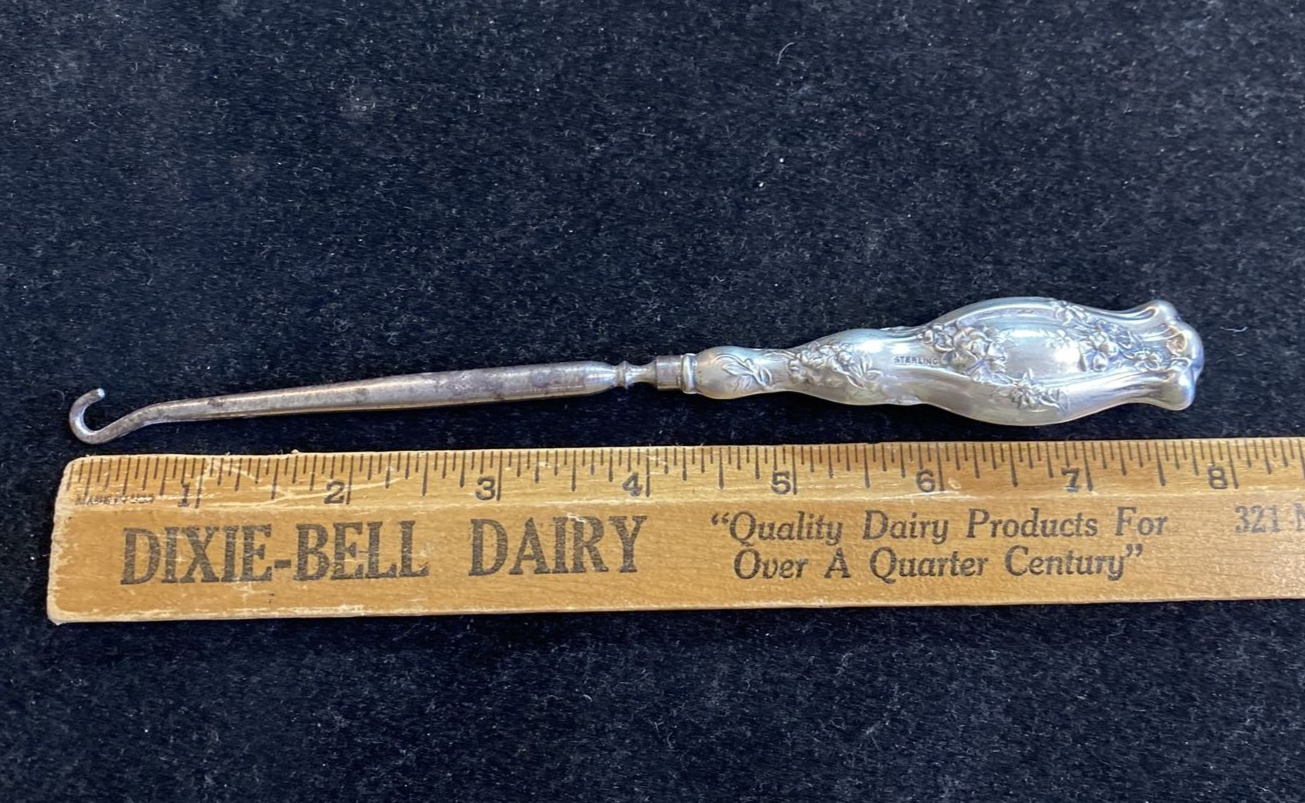 STERLING
1 2 3 4 5 6 7 8
DIXIE-BELL DAIRY
“Quality Dairy Products For
Over A Quarter Century”
321